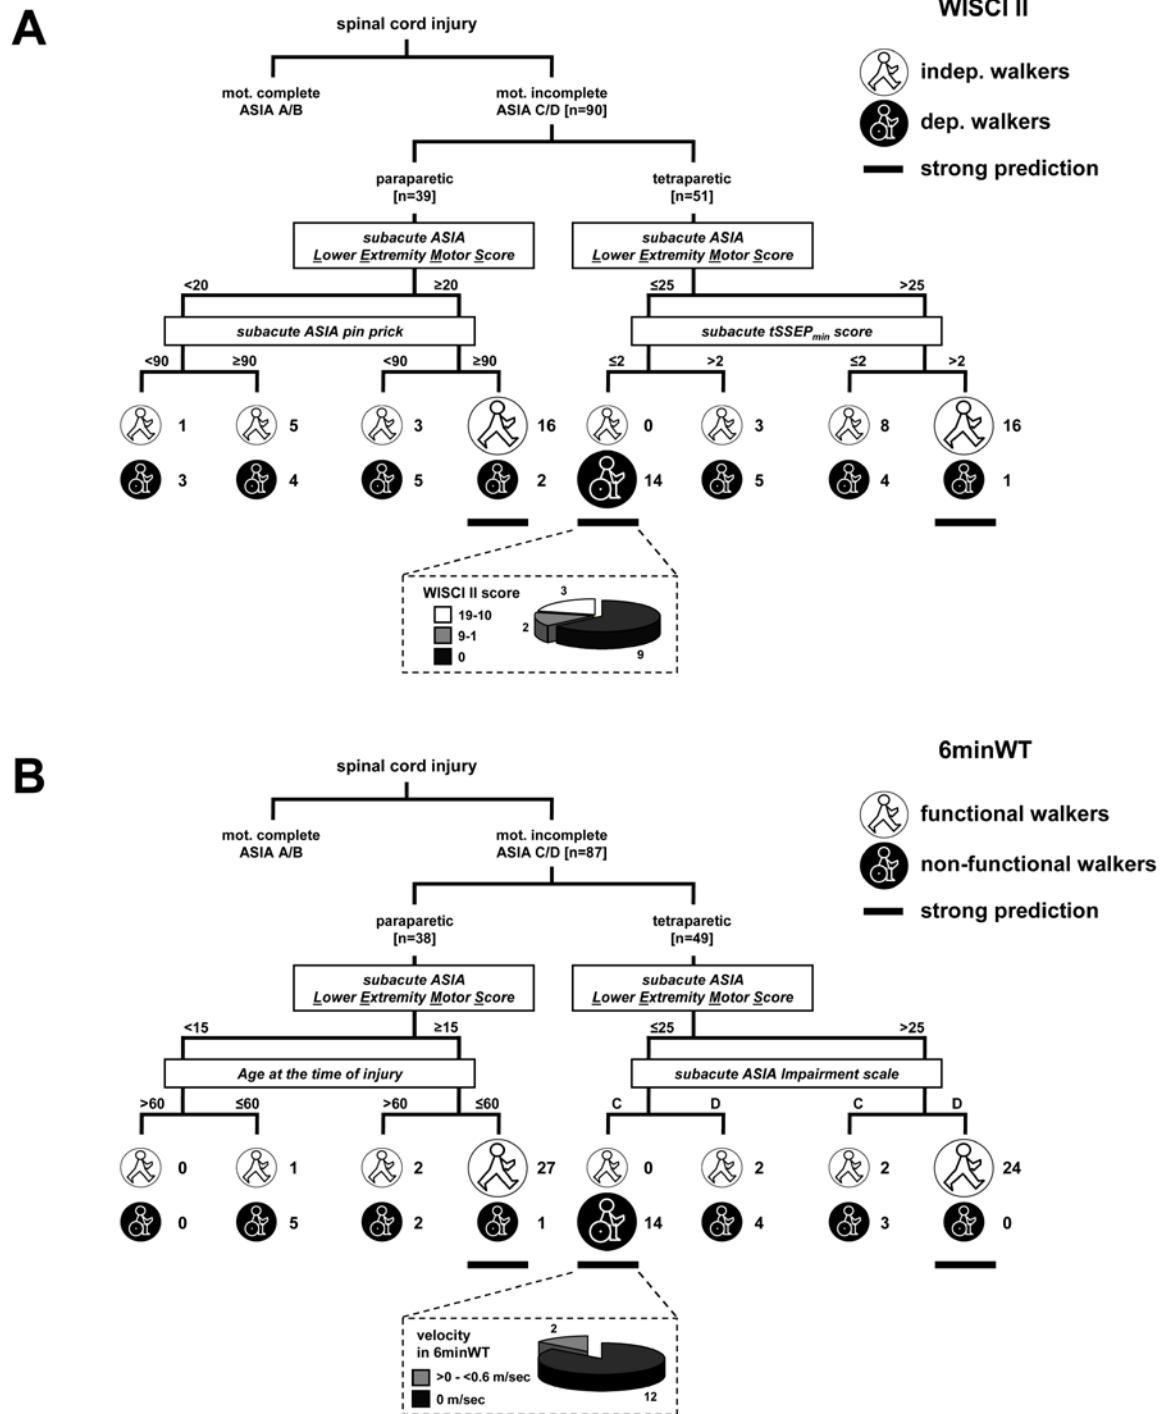 A
WISCI II
spinal cord injury
indep. walkers
mot. complete
ASIA A/B
mot. incomplete
ASIA C/D [n=90]
dep. walkers
strong prediction
paraparetic
[n=39]
tetraparetic
[n=51]
subacute ASIA
Lower Extremity Motor Score
subacute ASIA
Lower Extremity Motor Score
<20 ≥20 ≤25 >25
subacute ASIA pin prick
subacute tSSEPmin score
<90 ≥90 <90 ≥90 ≤2 >2 ≤2 >2
1 5 3 16 0 3 8 16
3 4 5 2 14 5 4 1
WISCI II score
19-10
9-1
0
3
2
9
B
6minWT
spinal cord injury
functional walkers
mot. complete
ASIA A/B
mot. incomplete
ASIA C/D [n=87]
non-functional walkers
strong prediction
paraparetic
[n=38]
tetraparetic
[n=49]
subacute ASIA
Lower Extremity Motor Score
subacute ASIA
Lower Extremity Motor Score
<15 ≥15 ≤25 >25
Age at the time of injury
subacute ASIA Impairment scale
>60 ≤60 >60 ≤60 C D C D
0 1 2 27 0 2 2 24
0 5 2 1 14 4 3 0
velocity
in 6minWT
>0 - <0.6 m/sec
0 m/sec
2
12